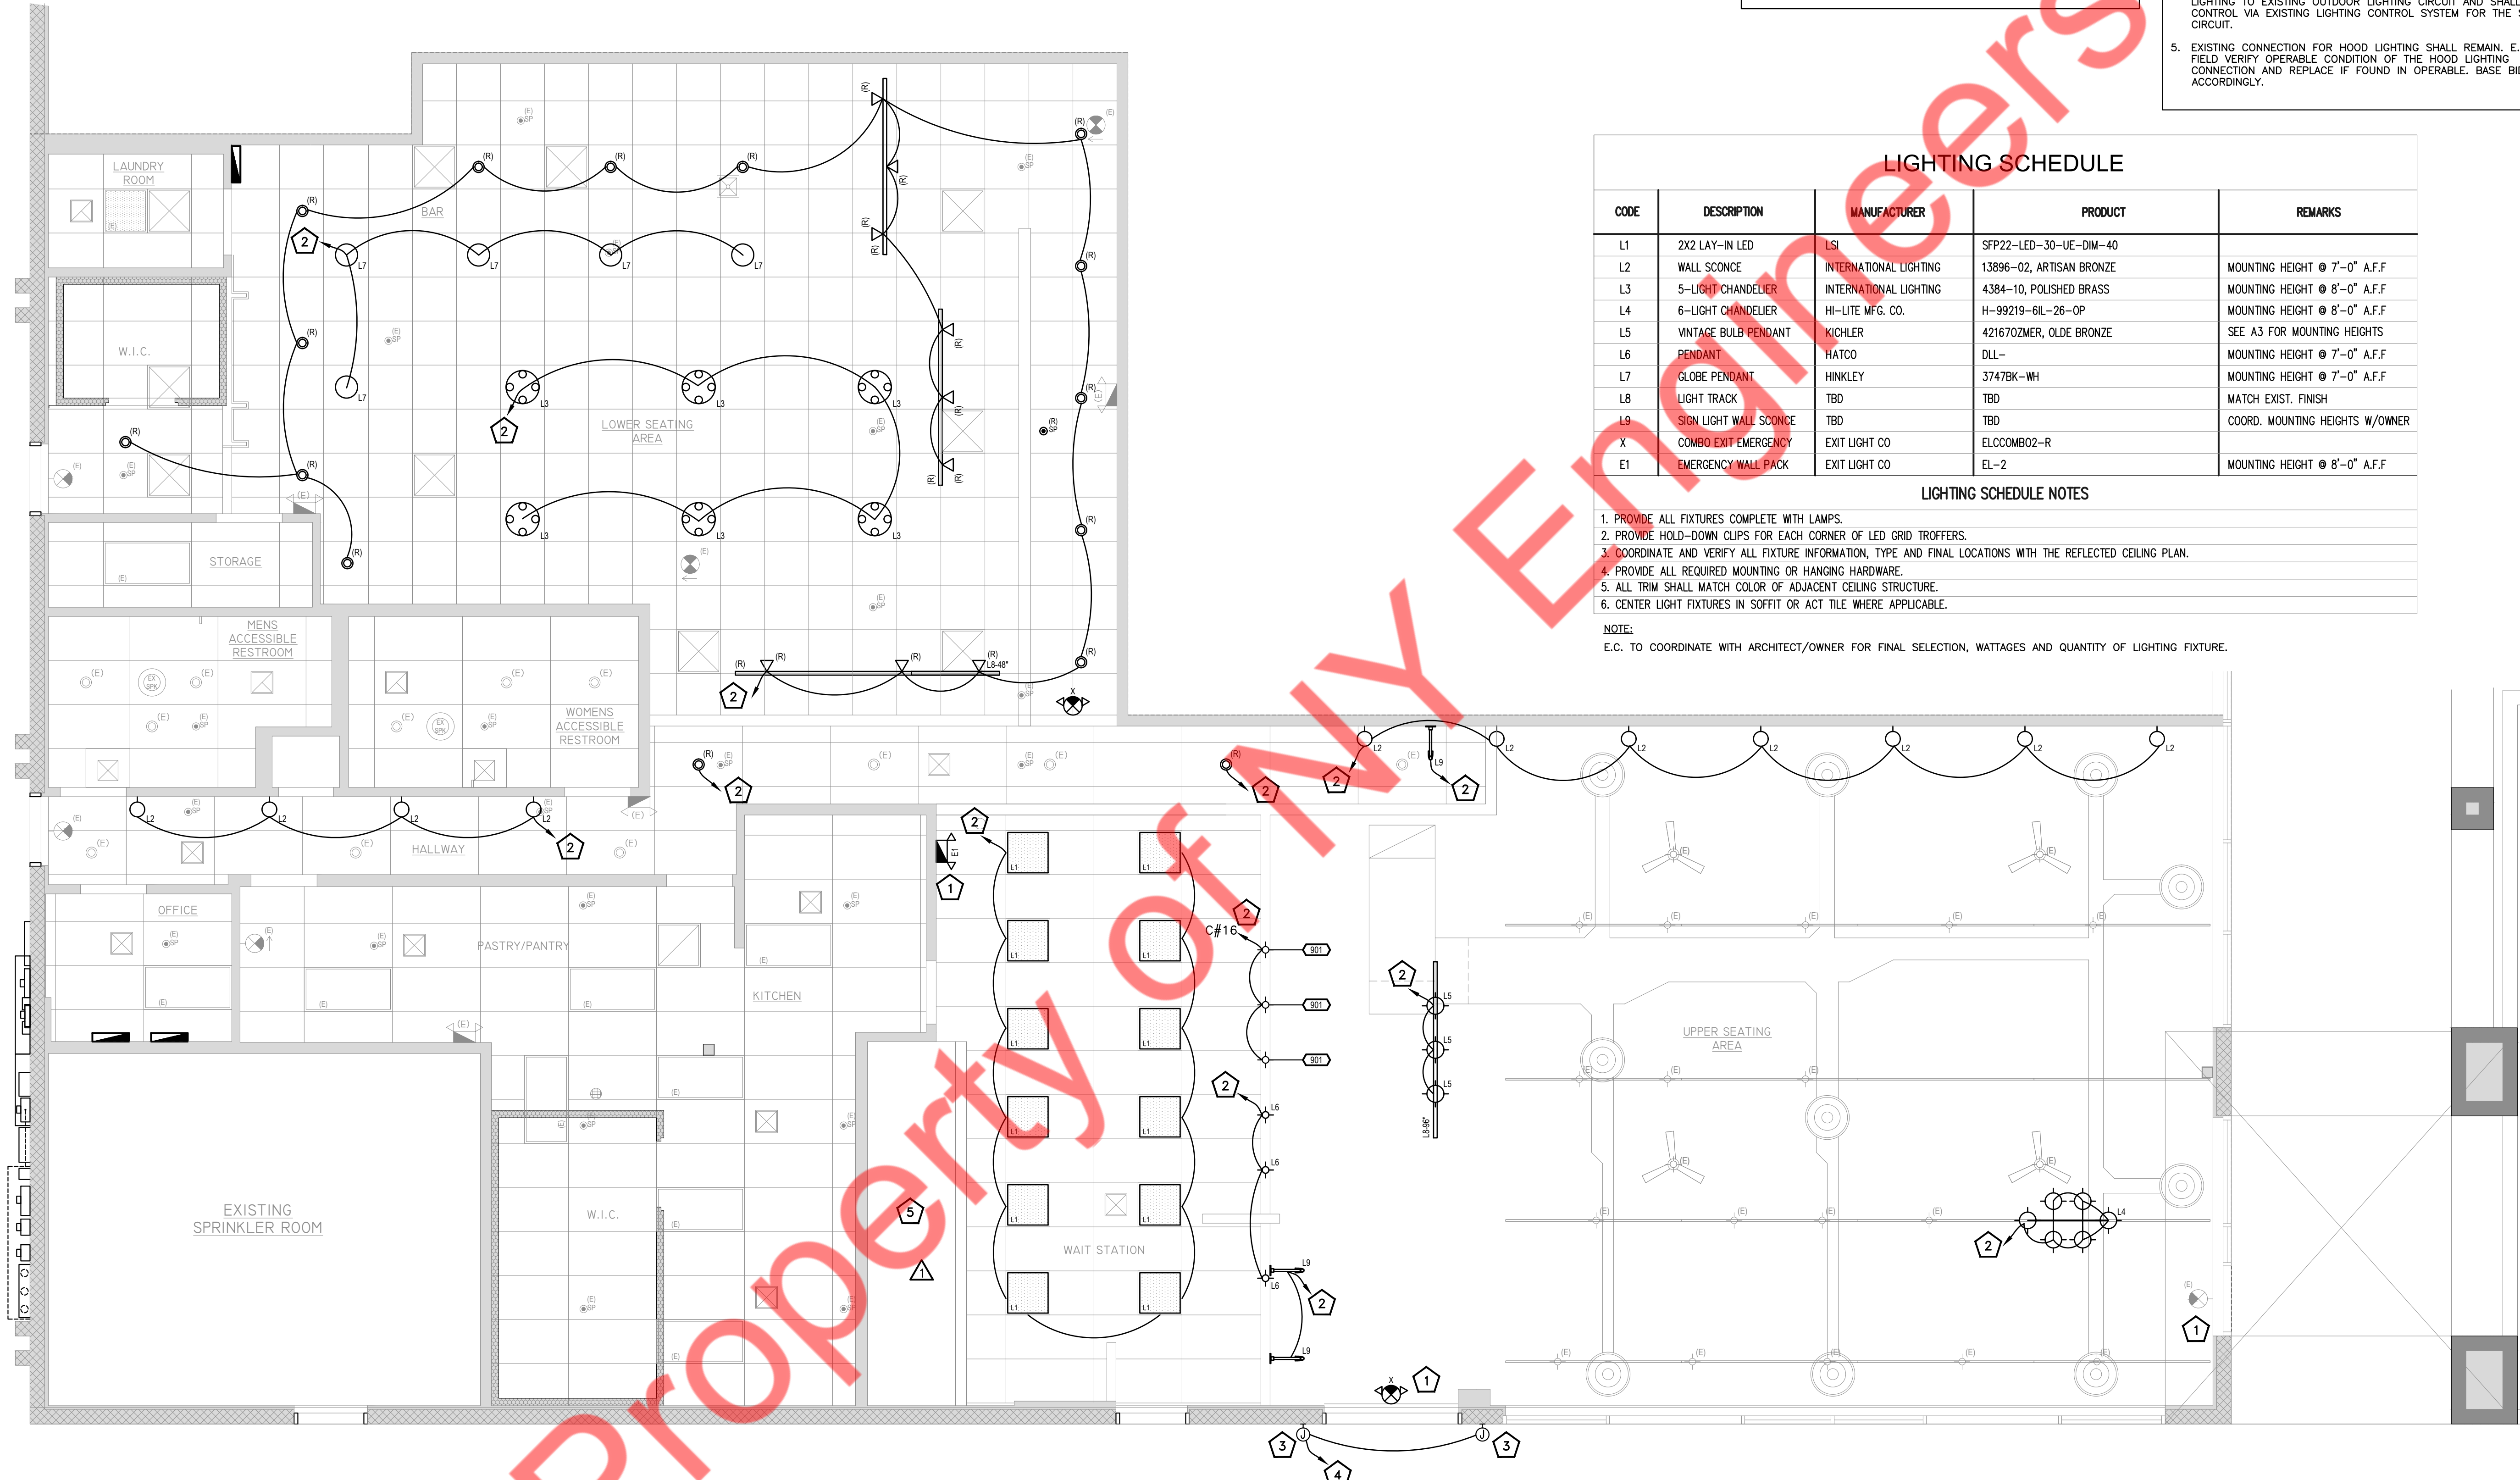 LIGHTING TO EXISTING OUTDOOR LIGHTING CIRCUIT AND SHALL
CONTROL VIA EXISTING LIGHTING CONTROL SYSTEM FOR THE
CIRCUIT.
5. EXISTING CONNECTION FOR HOOD LIGHTING SHALL REMAIN. E.
FIELD VERIFY OPERABLE CONDITION OF THE HOOD LIGHTING
CONNECTION AND REPLACE IF FOUND IN OPERABLE. BASE BID
ACCORDINGLY.
LIGHTING SCHEDULE
CODE DESCRIPTION MANUFACTURER PRODUCT REMARKS
L1 2X2 LAY-IN LED LSI SFP22-LED-30-UE-DIM-40
L2 WALL SCONCE INTERNATIONAL LIGHTING 13896-02, ARTISAN BRONZE MOUNTING HEIGHT @ 7'-0" A.F.F
L3 5-LIGHT CHANDELIER INTERNATIONAL LIGHTING 4384-10, POLISHED BRASS MOUNTING HEIGHT @ 8'-0" A.F.F
L4 6-LIGHT CHANDELIER HI-LITE MFG. CO. H-99219-6IL-26-OP MOUNTING HEIGHT @ 8'-0" A.F.F
L5 VINTAGE BULB PENDANT KICHLER 42167OZMER, OLDE BRONZE SEE A3 FOR MOUNTING HEIGHTS
L6 PENDANT HATCO DLL- MOUNTING HEIGHT @ 7'-0" A.F.F
L7 GLOBE PENDANT HINKLEY 3747BK-WH MOUNTING HEIGHT @ 7'-0" A.F.F
L8 LIGHT TRACK TBD TBD MATCH EXIST. FINISH
L9 SIGN LIGHT WALL SCONCE TBD TBD COORD. MOUNTING HEIGHTS W/OWNER
X COMBO EXIT EMERGENCY EXIT LIGHT CO ELCCOMBO2-R
E1 EMERGENCY WALL PACK EXIT LIGHT CO EL-2 MOUNTING HEIGHT @ 8'-0" A.F.F
LIGHTING SCHEDULE NOTES
1. PROVIDE ALL FIXTURES COMPLETE WITH LAMPS.
2. PROVIDE HOLD-DOWN CLIPS FOR EACH CORNER OF LED GRID TROFFERS.
3. COORDINATE AND VERIFY ALL FIXTURE INFORMATION, TYPE AND FINAL LOCATIONS WITH THE REFLECTED CEILING PLAN.
4. PROVIDE ALL REQUIRED MOUNTING OR HANGING HARDWARE.
5. ALL TRIM SHALL MATCH COLOR OF ADJACENT CEILING STRUCTURE.
6. CENTER LIGHT FIXTURES IN SOFFIT OR ACT TILE WHERE APPLICABLE.
NOTE:
E.C. TO COORDINATE WITH ARCHITECT/OWNER FOR FINAL SELECTION, WATTAGES AND QUANTITY OF LIGHTING FIXTURE.
LAUNDRY
ROOM
BAR
W.I.C.
LOWER SEATING
AREA
STORAGE
MENS
ACCESSIBLE
RESTROOM
WOMENS
ACCESSIBLE
RESTROOM
EX
SPK
EX
SPK
L8-48"
HALLWAY
OFFICE
PASTRY/PANTRY
KITCHEN
C#16
901
901
901
UPPER SEATING
AREA
L8-96"
EXISTING
SPRINKLER ROOM
W.I.C.
WAIT STATION
Property of NY Engineers